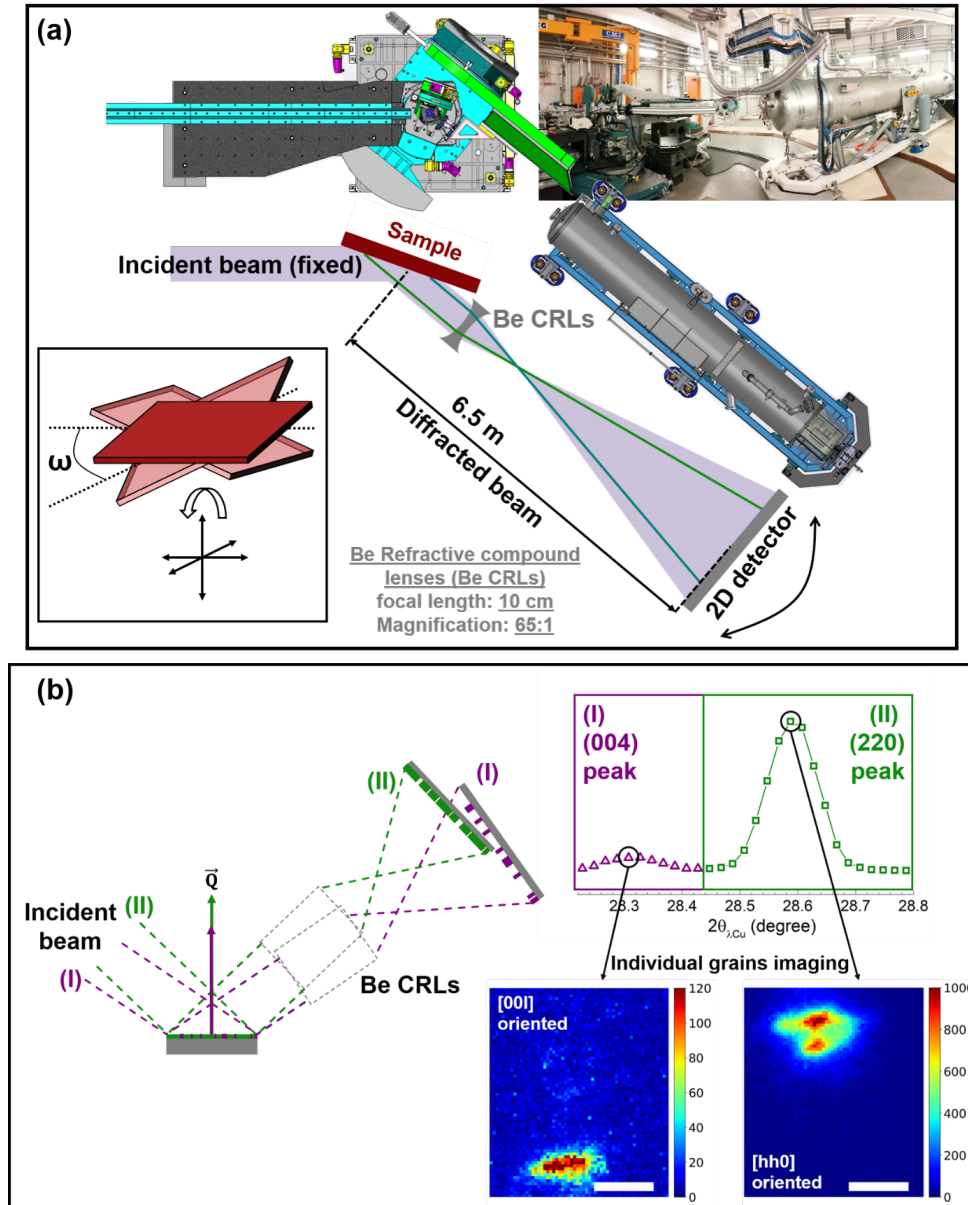 (a)
Sample
Incident beam (fixed)
Be CRLs
6.5 m
Diffracted beam
2D detector
ω
Be Refractive compound
lenses (Be CRLs)
focal length: 10 cm
Magnification: 65:1
(b)
(I)
(004)
peak
(II)
(220)
peak
(II)
(I)
Q
Incident
beam
(II)
(I)
Be CRLs
28.3 28.4 28.5 28.6 28.7 28.8
2θλCu (degree)
Individual grains imaging
[00l]
oriented
120
100
80
60
40
20
0
[hh0]
oriented
1000
800
600
400
200
0